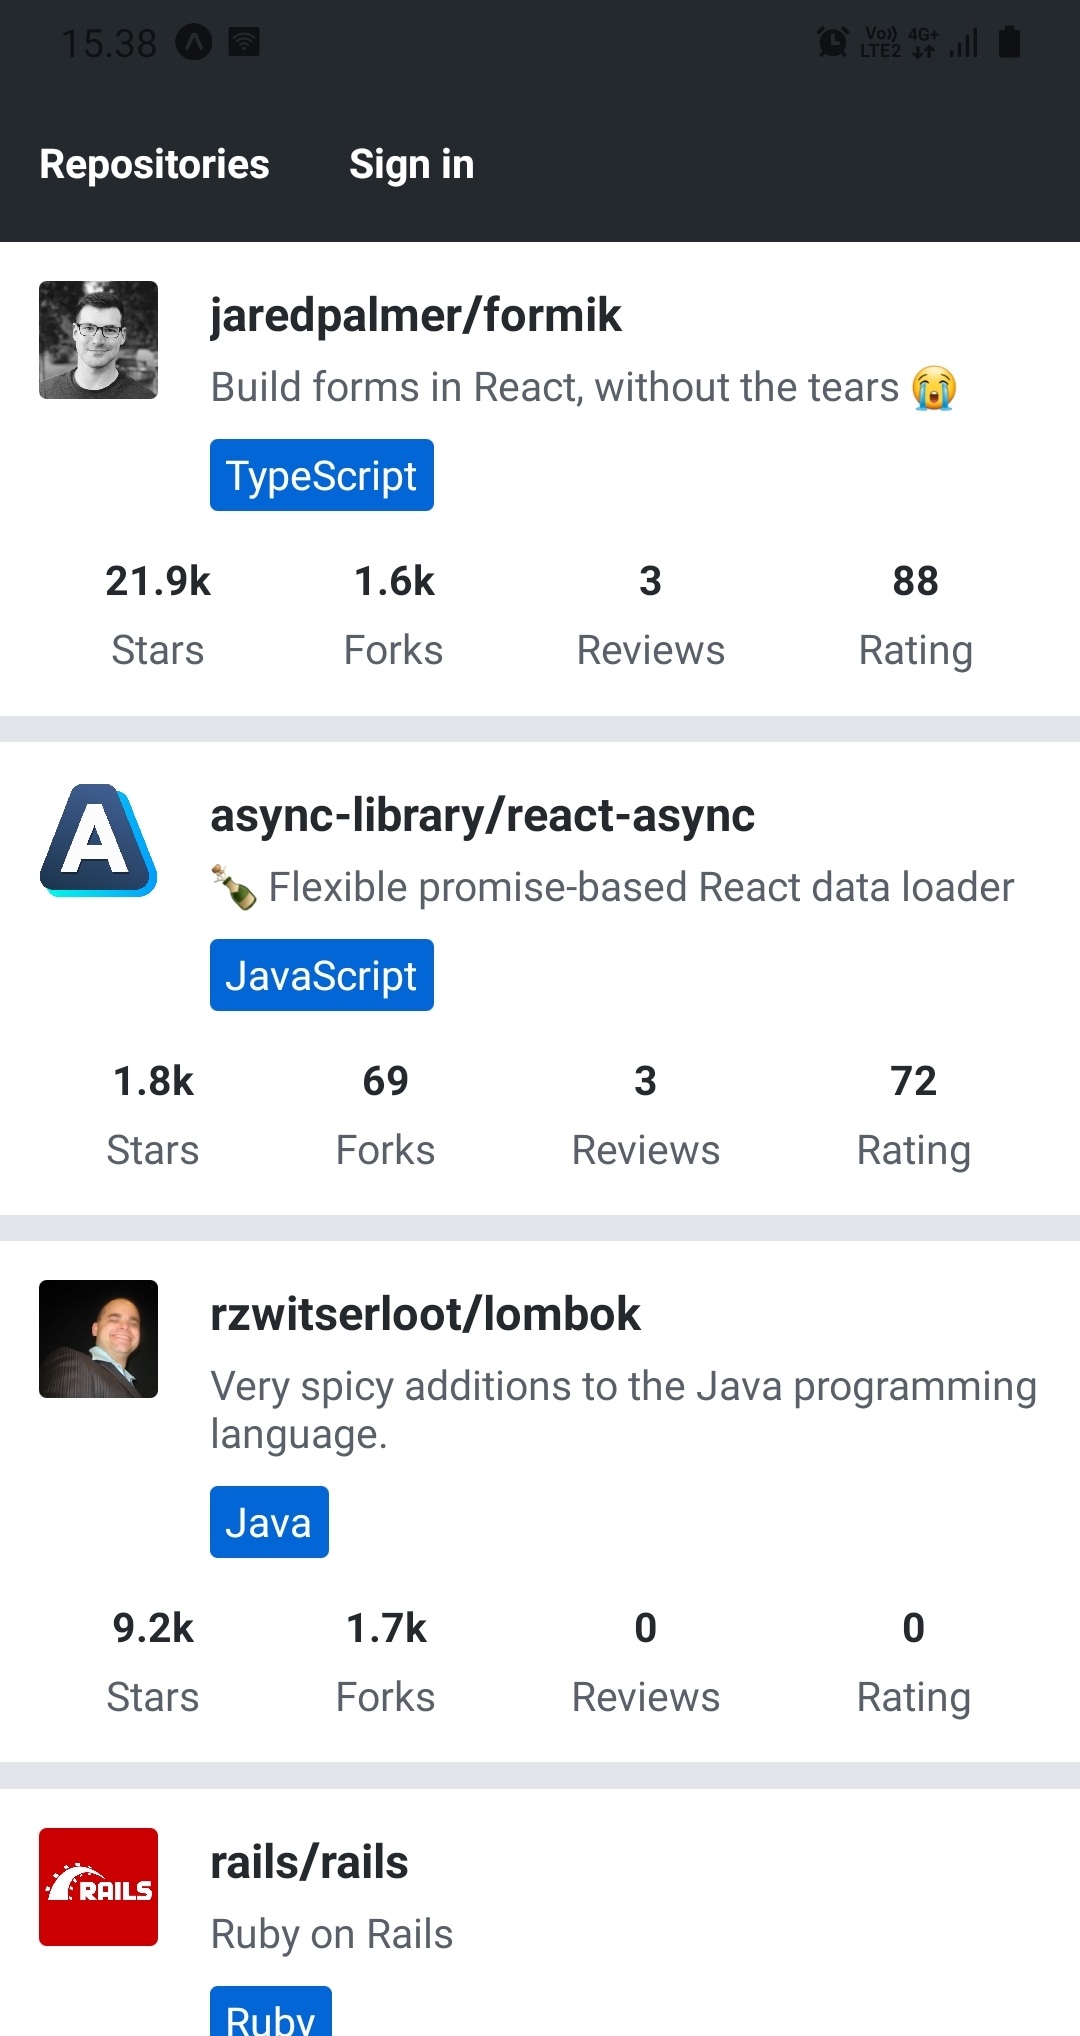 15.38 Vo)) LTE2 4G+
Repositories Sign in
jaredpalmer/formik
Build forms in React, without the tears 😭
TypeScript
21.9k 1.6k 3 88
Stars Forks Reviews Rating
A
async-library/react-async
🍾 Flexible promise-based React data loader
JavaScript
1.8k 69 3 72
Stars Forks Reviews Rating
rzwitserloot/lombok
Very spicy additions to the Java programming
language.
Java
9.2k 1.7k 0 0
Stars Forks Reviews Rating
RAILS
rails/rails
Ruby on Rails
Ruby